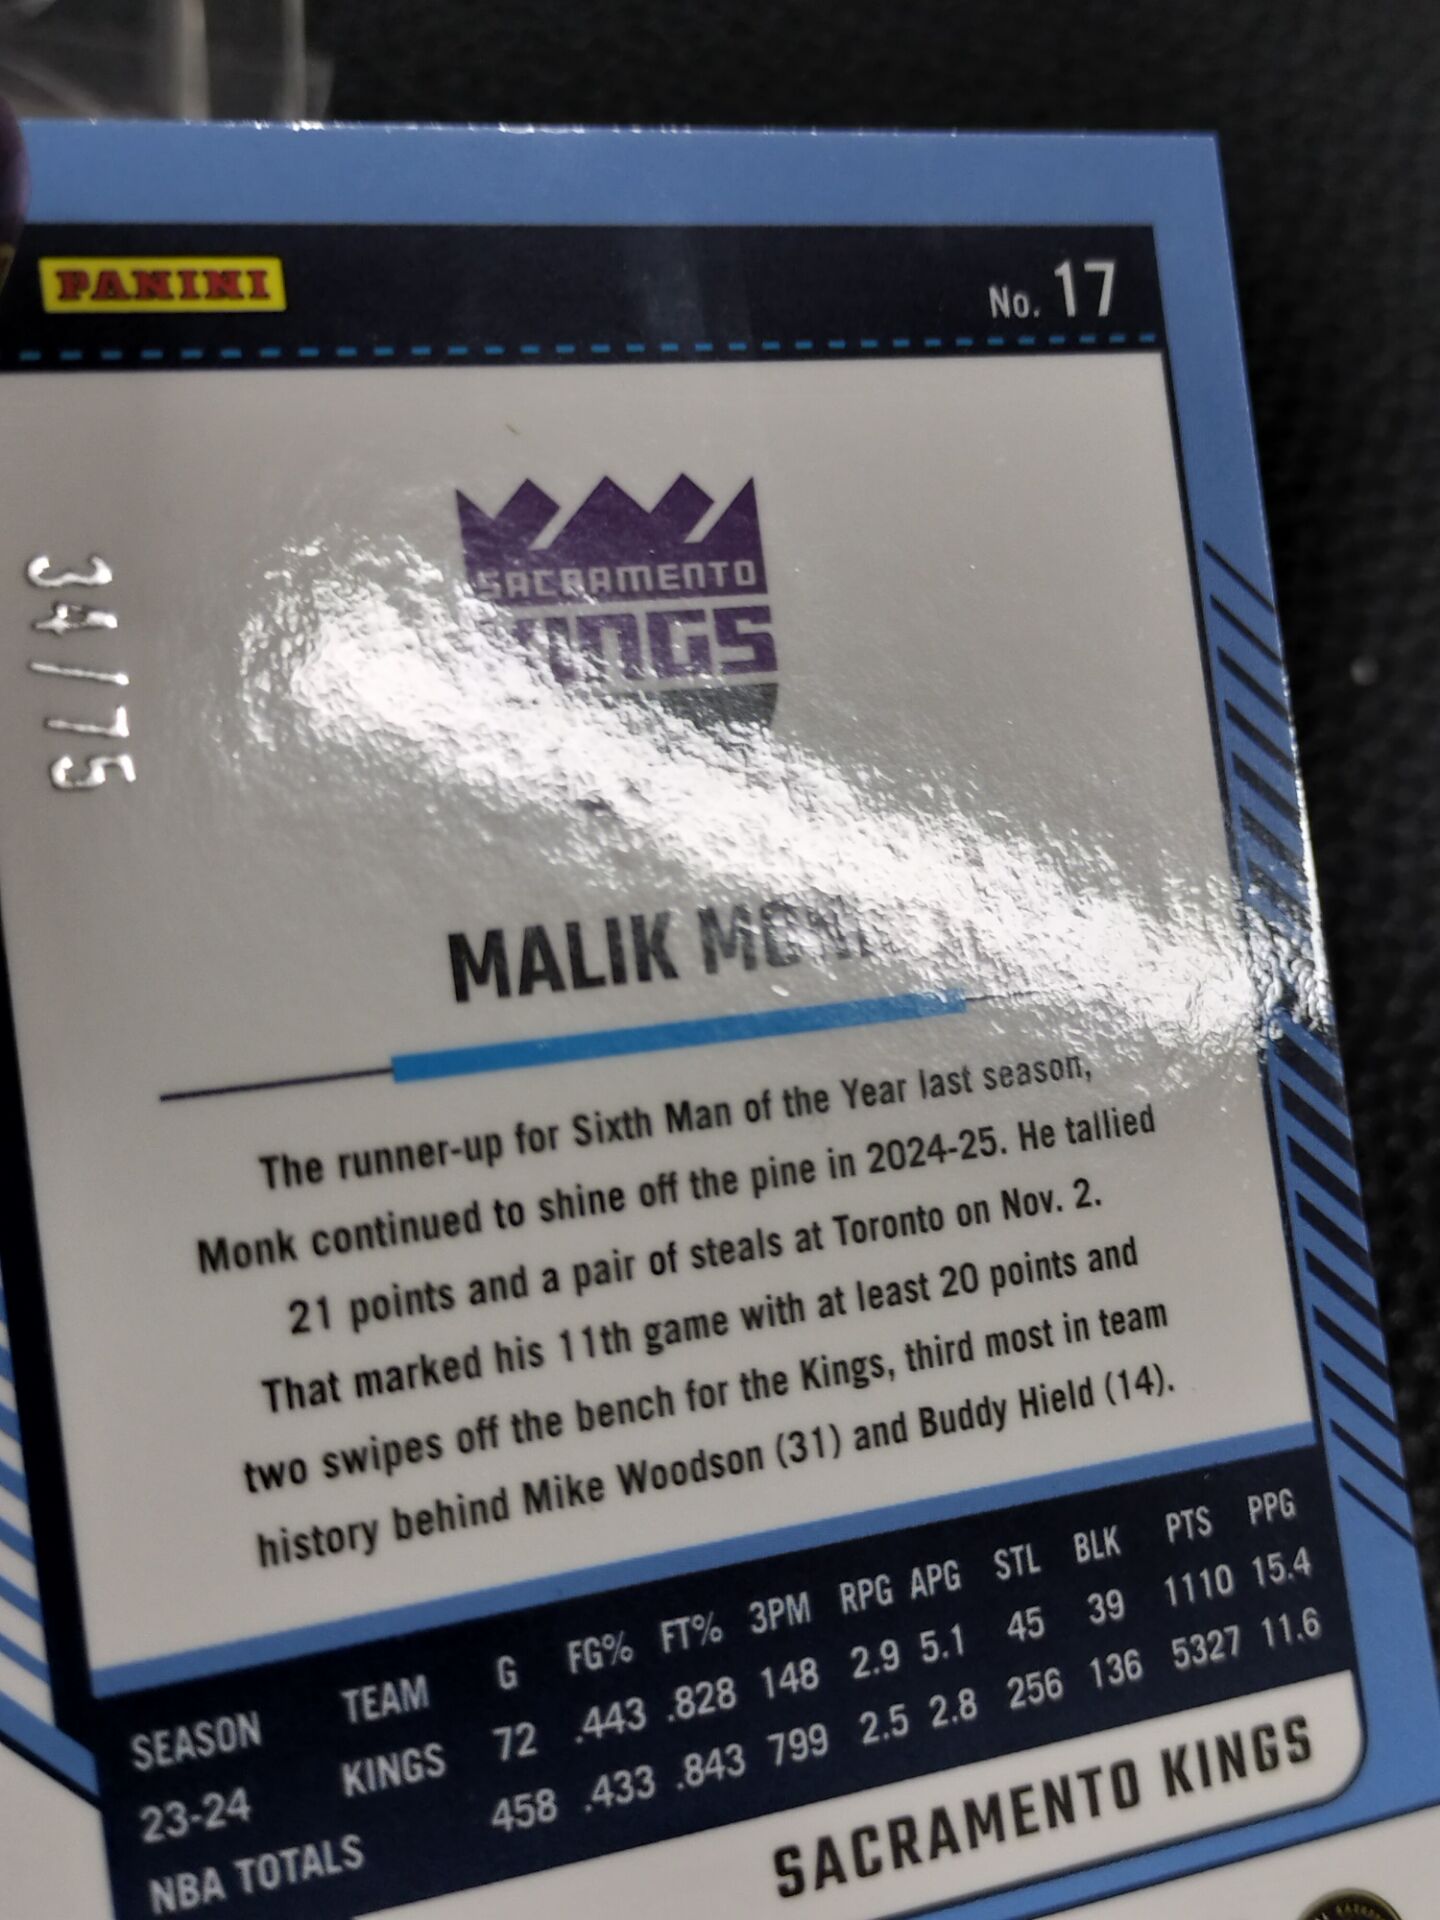 PANINI
No. 17
SACRAMENTO
KINGS
34/75
MALIK MONK
The runner-up for Sixth Man of the Year last season,
Monk continued to shine off the pine in 2024-25. He tallied
21 points and a pair of steals at Toronto on Nov. 2.
That marked his 11th game with at least 20 points and
two swipes off the bench for the Kings, third most in team
history behind Mike Woodson (31) and Buddy Hield (14).
SEASON TEAM G FG% FT% 3PM RPG APG STL BLK PTS PPG
23-24 KINGS 72 .443 .828 148 2.9 5.1 45 39 1110 15.4
NBA TOTALS 458 .433 .843 799 2.5 2.8 256 136 5327 11.6
SACRAMENTO KINGS